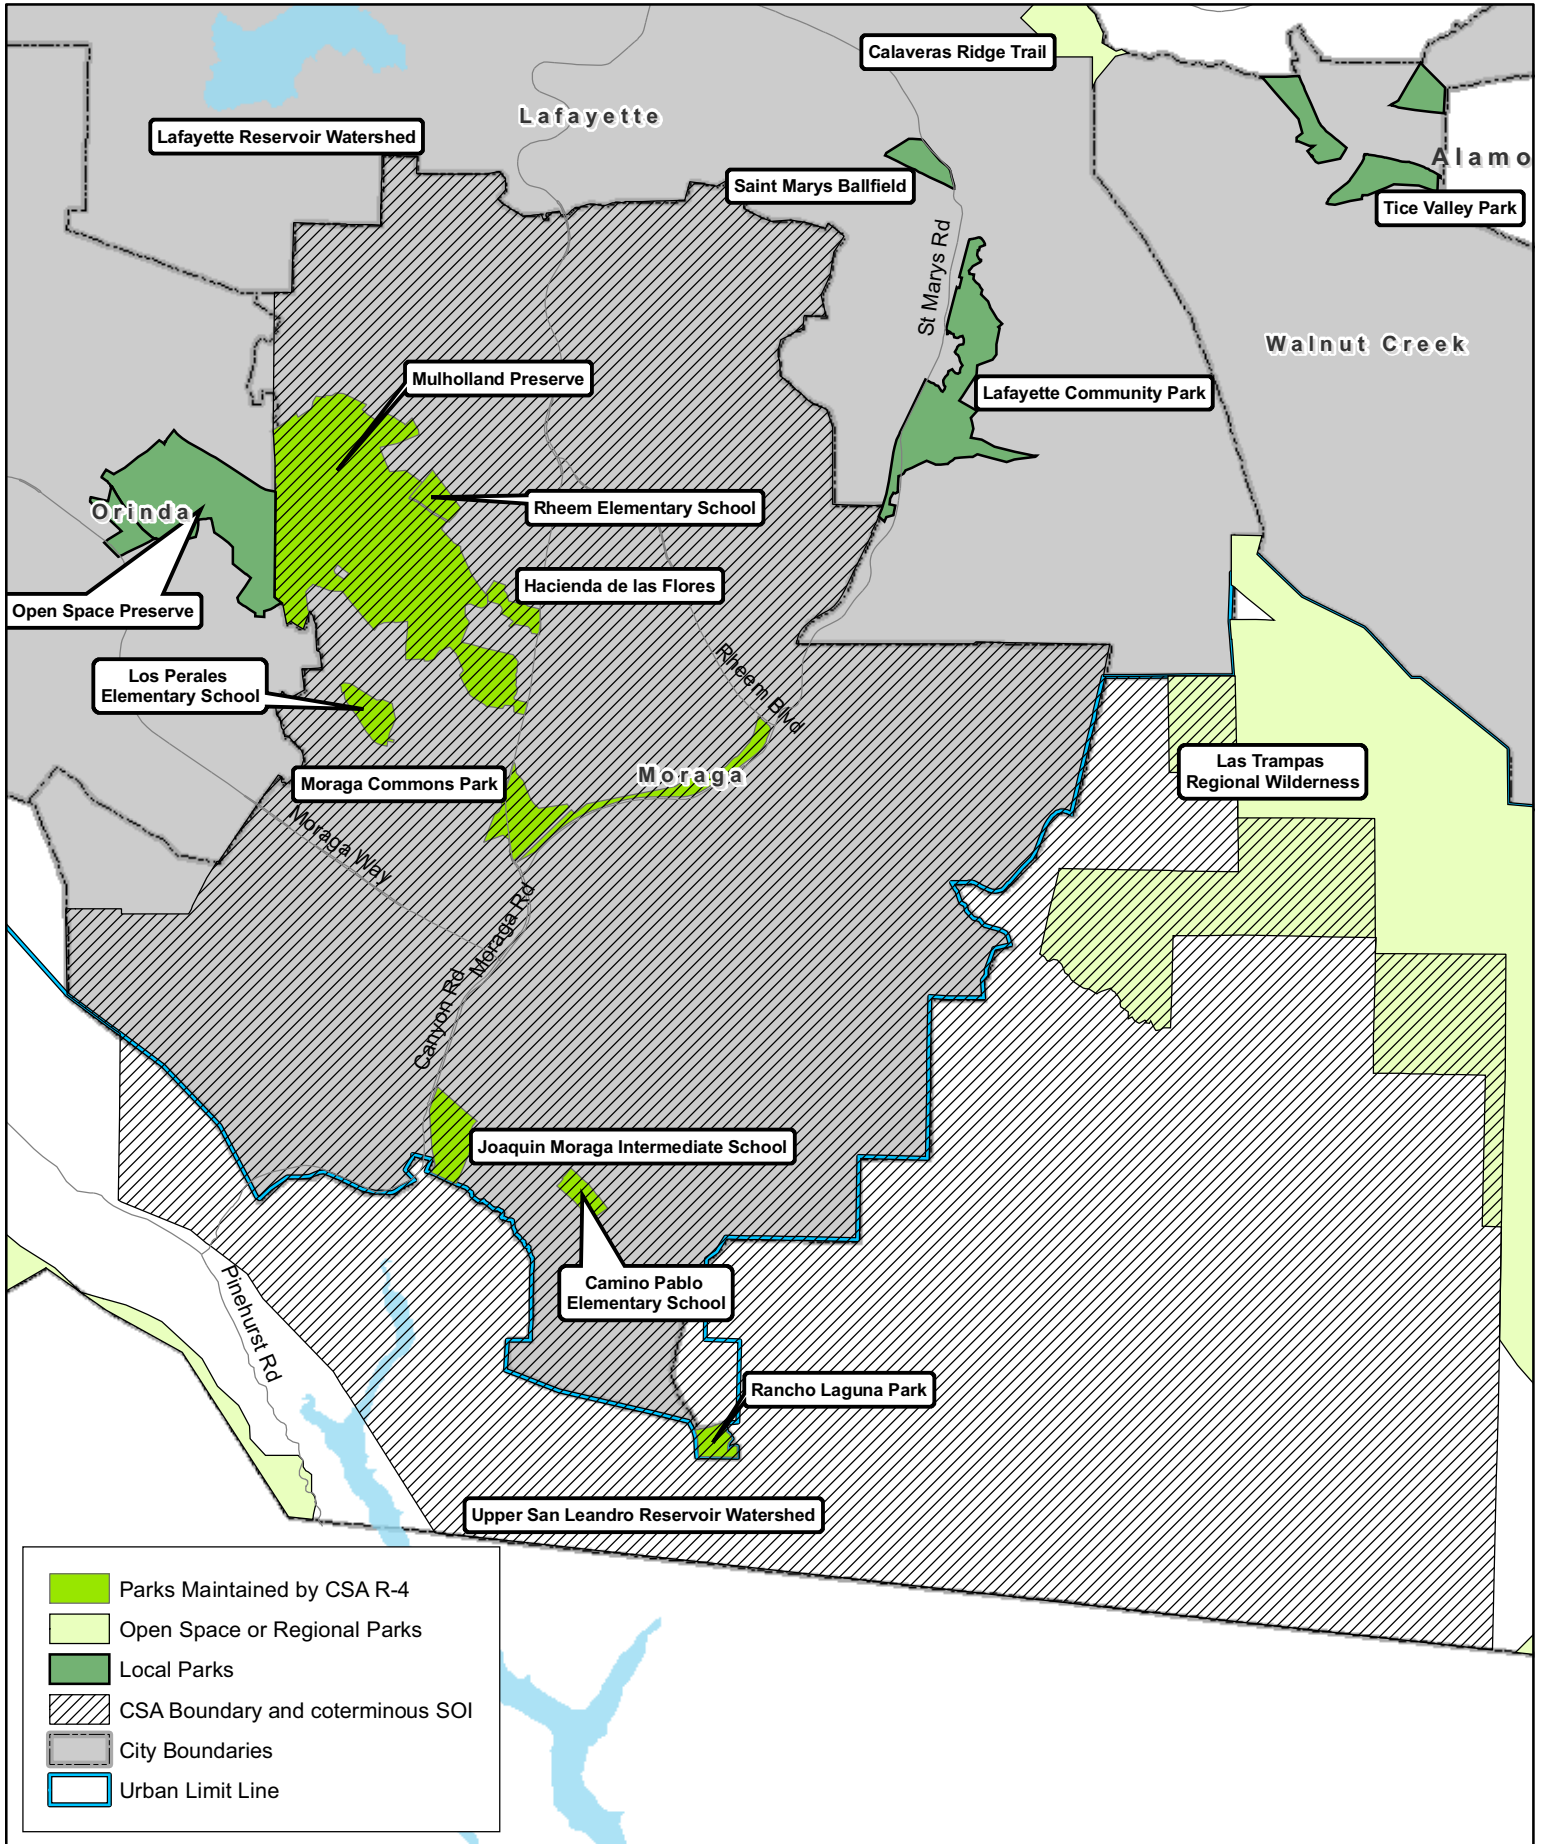 Calaveras Ridge Trail
Lafayette
Lafayette Reservoir Watershed
Alamo
Saint Marys Ballfield
Tice Valley Park
St Marys Rd
Walnut Creek
Mulholland Preserve
Lafayette Community Park
Orinda
Rheem Elementary School
Hacienda de las Flores
Open Space Preserve
Los Perales
Elementary School
Rheem Blvd
Las Trampas
Regional Wilderness
Moraga
Moraga Commons Park
Moraga Way
Moraga Rd
Canyon Rd
Joaquin Moraga Intermediate School
Camino Pablo
Elementary School
Pinehurst Rd
Rancho Laguna Park
Upper San Leandro Reservoir Watershed
Parks Maintained by CSA R-4
Open Space or Regional Parks
Local Parks
CSA Boundary and coterminous SOI
City Boundaries
Urban Limit Line